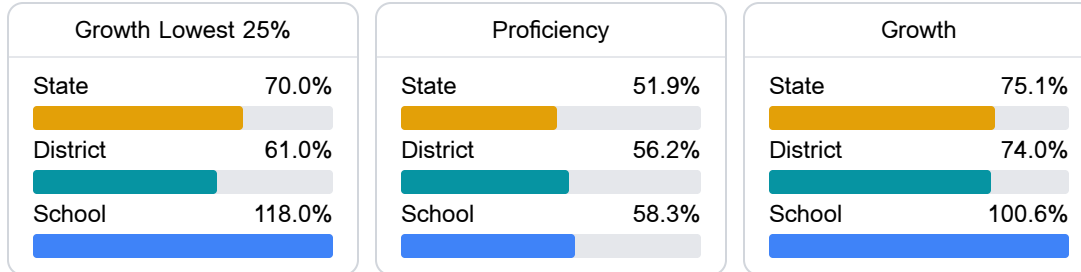 Growth Lowest 25%
State 70.0%
District 61.0%
School 118.0%
Proficiency
State 51.9%
District 56.2%
School 58.3%
Growth
State 75.1%
District 74.0%
School 100.6%